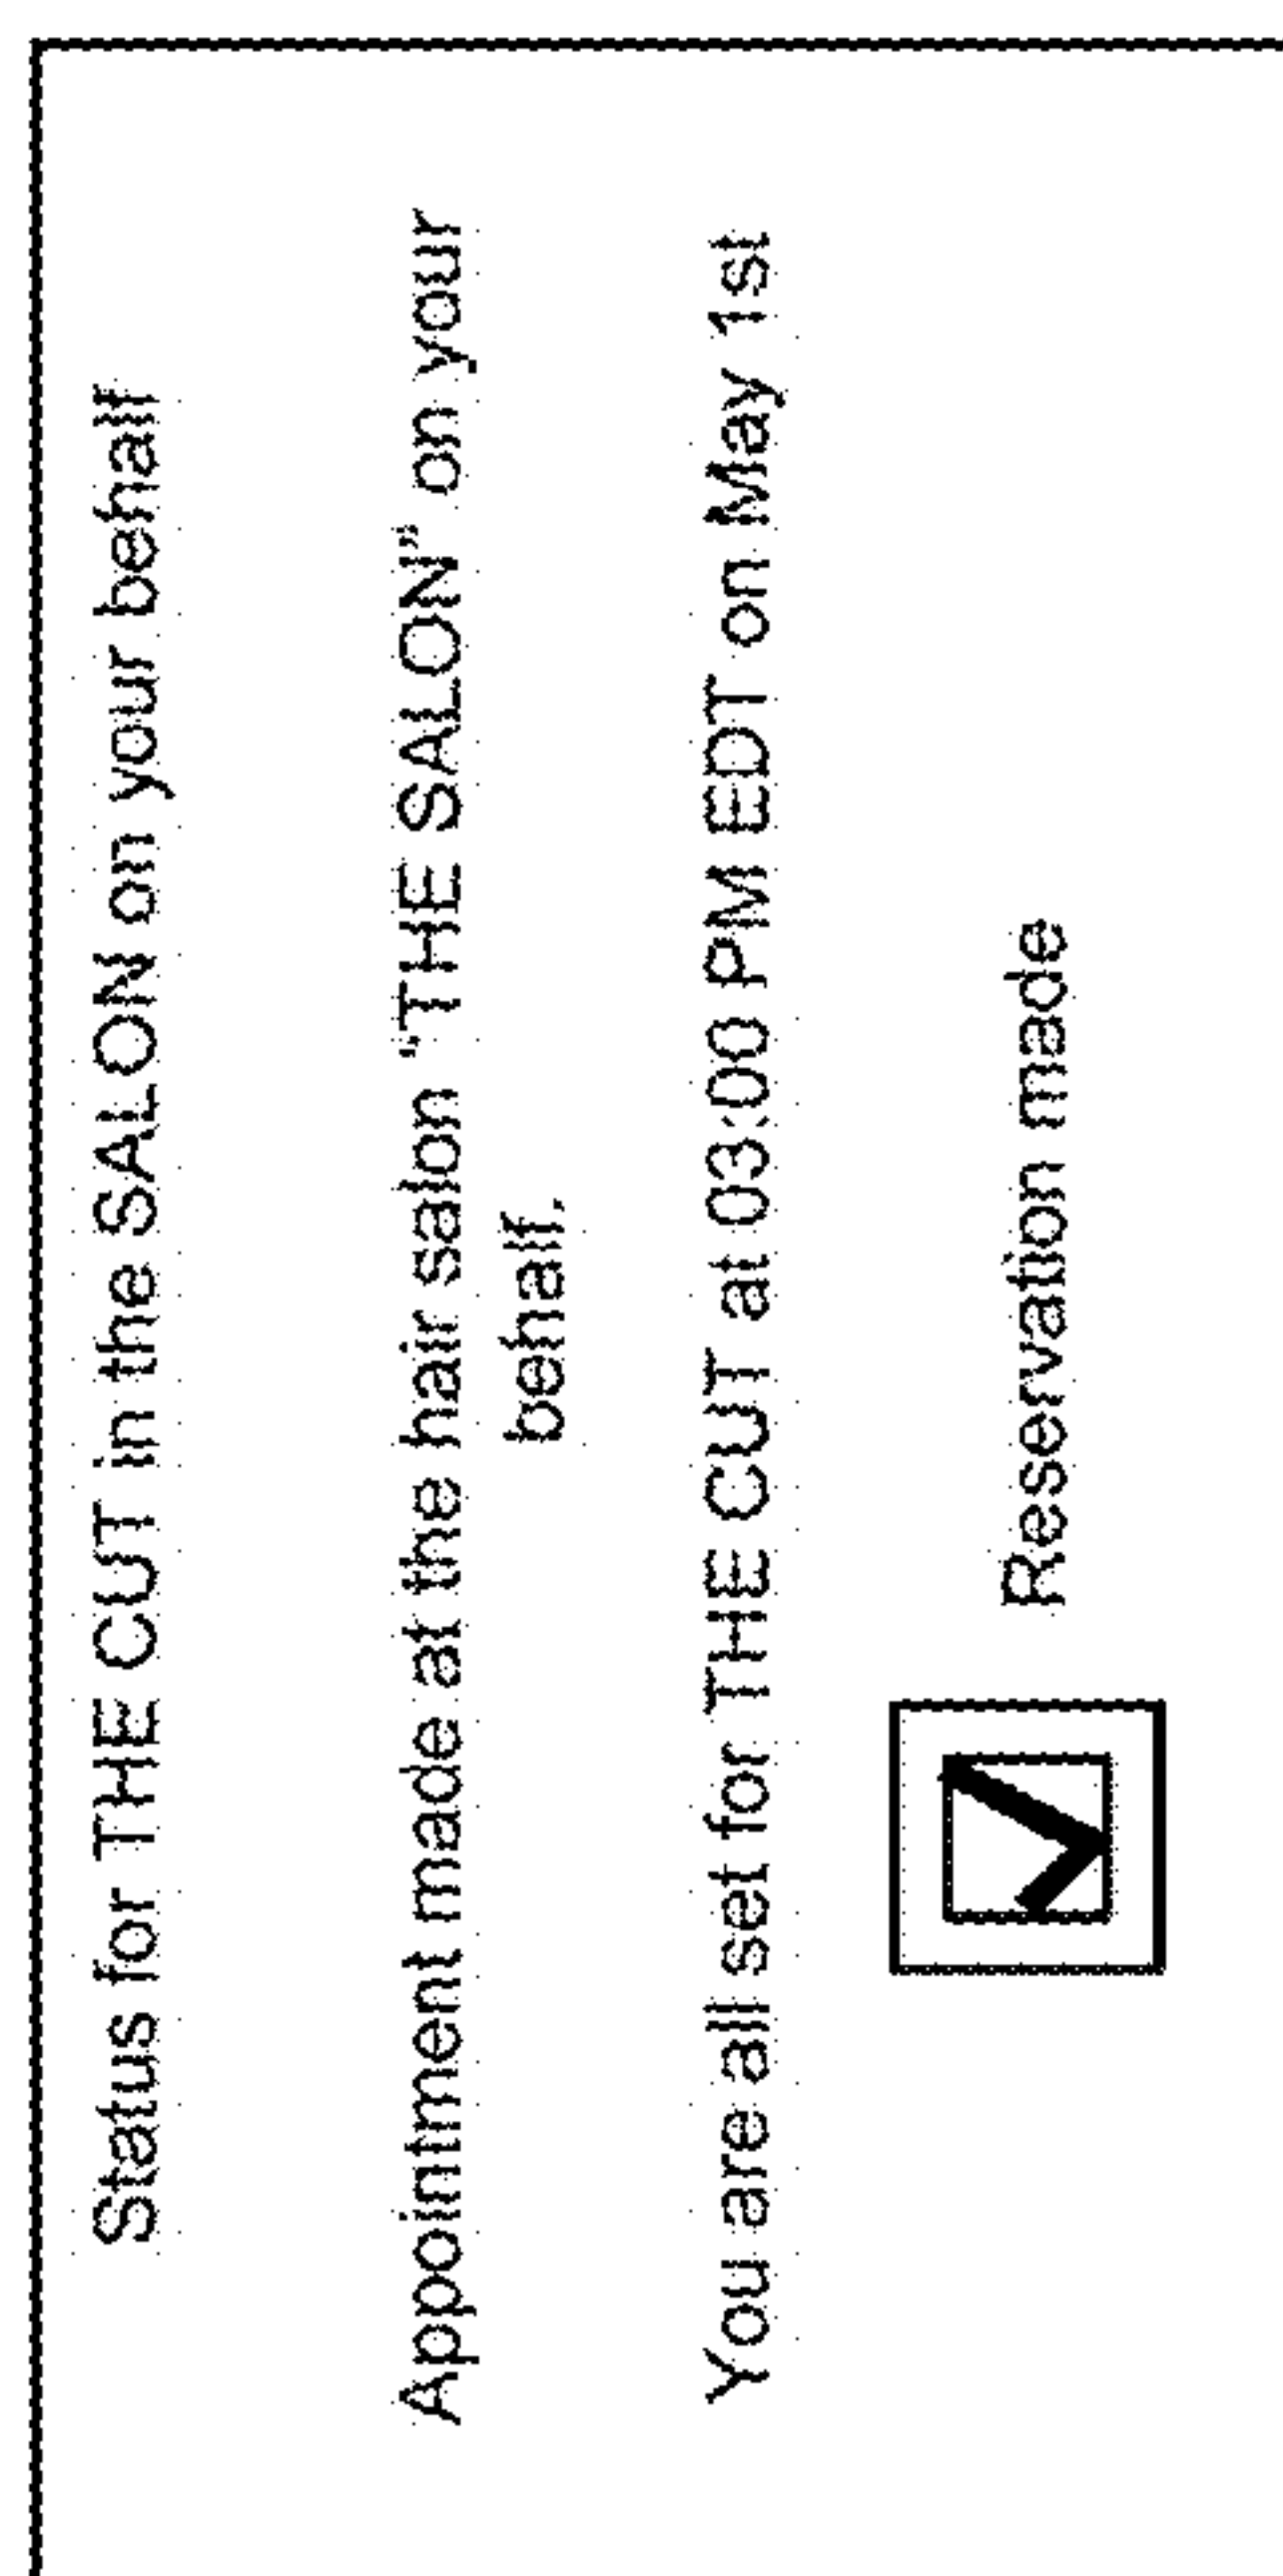 Status for THE CUT in the SALON on your behalf
Appointment made at the hair salon “THE SALON” on your
behalf.
You are all set for THE CUT at 03:00 PM EDT on May 1st
Reservation made